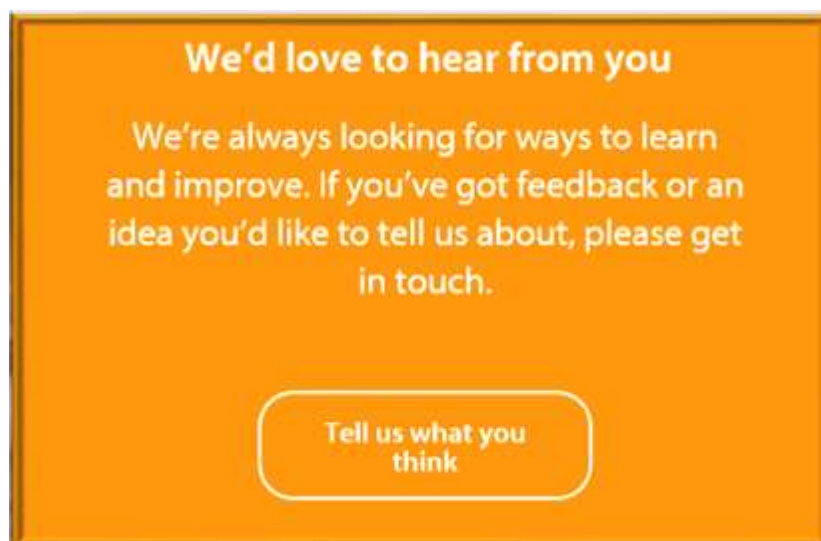 We’d love to hear from you
We’re always looking for ways to learn
and improve. If you’ve got feedback or an
idea you’d like to tell us about, please get
in touch.
Tell us what you
think